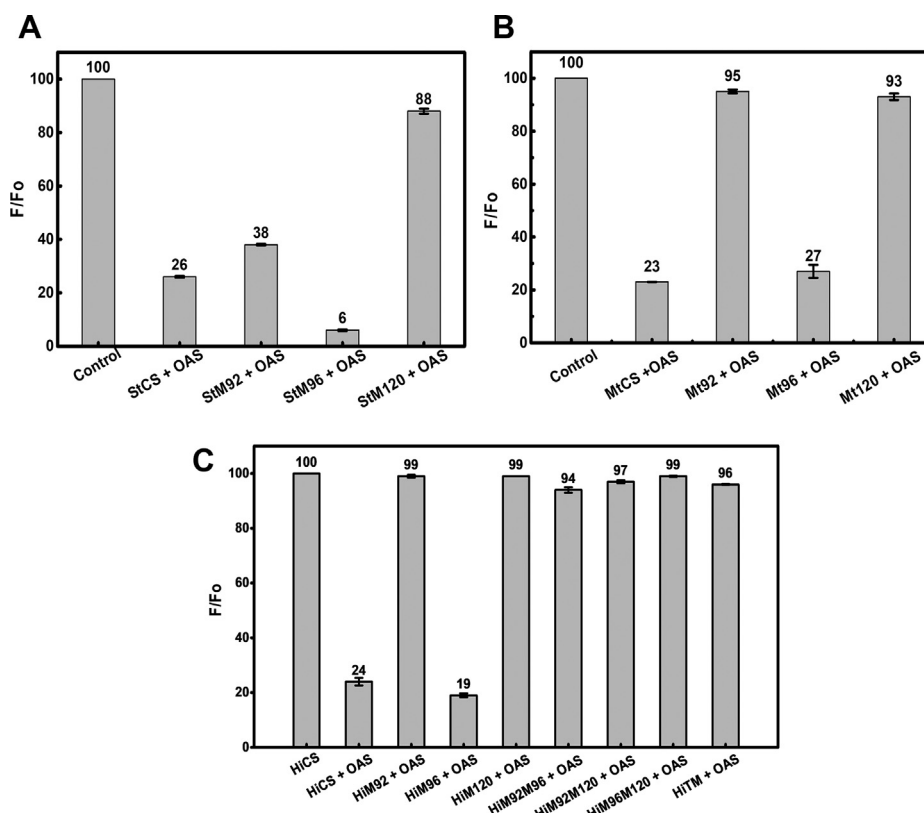 A
100
88
38
26
6
F/Fo
100
80
60
40
20
0
Control
StCS + OAS
StM92 + OAS
StM96 + OAS
StM120 + OAS
B
100
95
93
27
23
F/Fo
100
80
60
40
20
0
Control
MtCS +OAS
Mt92 + OAS
Mt96 + OAS
Mt120 + OAS
C
100
24
99
19
99
94
97
99
96
F/Fo
100
80
60
40
20
0
HiCS
HiCS + OAS
HiM92 + OAS
HiM96 + OAS
HiM120 + OAS
HiM92M96 + OAS
HiM92M120 + OAS
HiM96M120 + OAS
HiTM + OAS